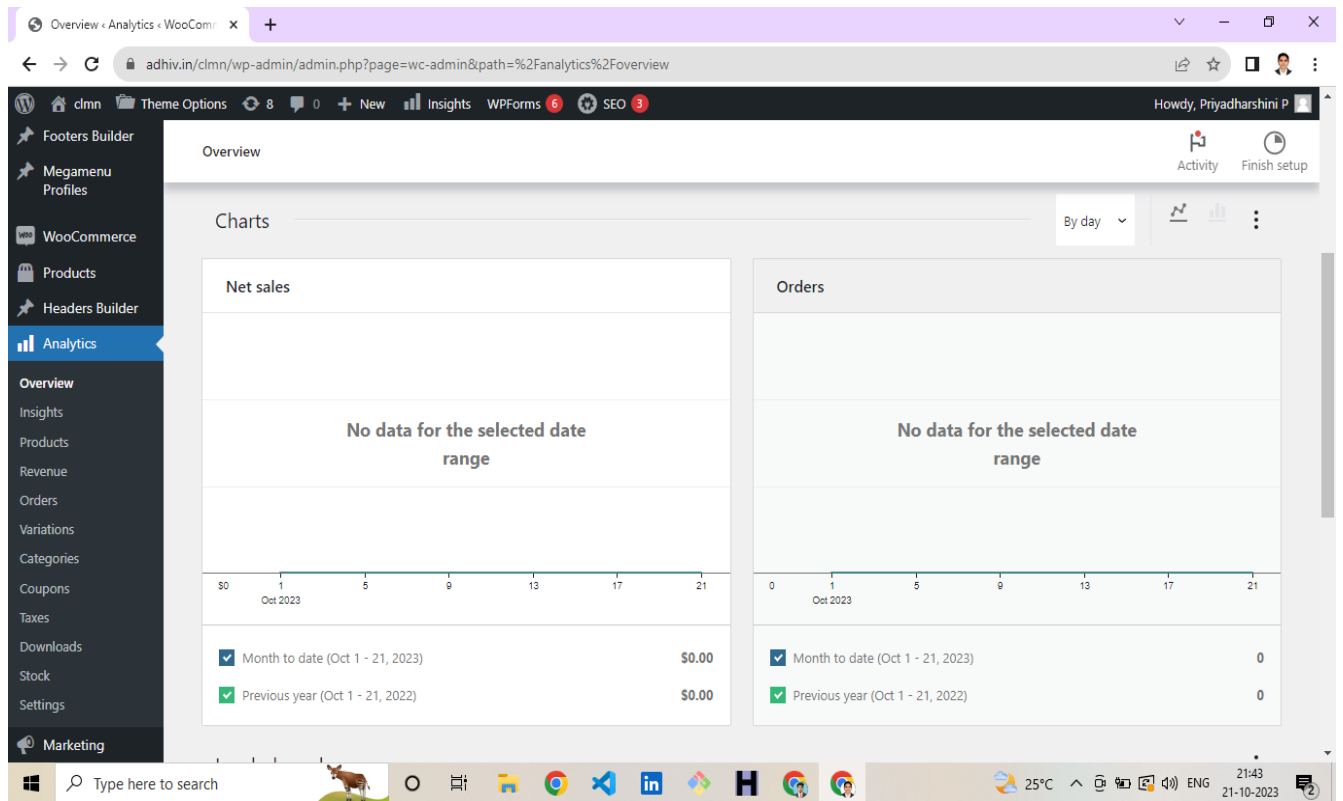 Overview ‹ Analytics ‹ WooCom
adhiv.in/clmn/wp-admin/admin.php?page=wc-admin&path=%2Fanalytics%2Foverview
clmn Theme Options 8 0 New Insights WPForms 6 SEO 3 Howdy, Priyadharshini P
Footers Builder
Megamenu
Profiles
WOO WooCommerce
Products
Headers Builder
Analytics
Overview
Insights
Products
Revenue
Orders
Variations
Categories
Coupons
Taxes
Downloads
Stock
Settings
Marketing
Overview
Activity
Finish setup
Charts
By day
Net sales
No data for the selected date
range
$0 1 5 9 13 17 21
Oct 2023
Month to date (Oct 1 - 21, 2023) $0.00
Previous year (Oct 1 - 21, 2022) $0.00
Orders
No data for the selected date
range
0 1 5 9 13 17 21
Oct 2023
Month to date (Oct 1 - 21, 2023) 0
Previous year (Oct 1 - 21, 2022) 0
Type here to search
in
H
25°C
ENG
21:43
21-10-2023
2